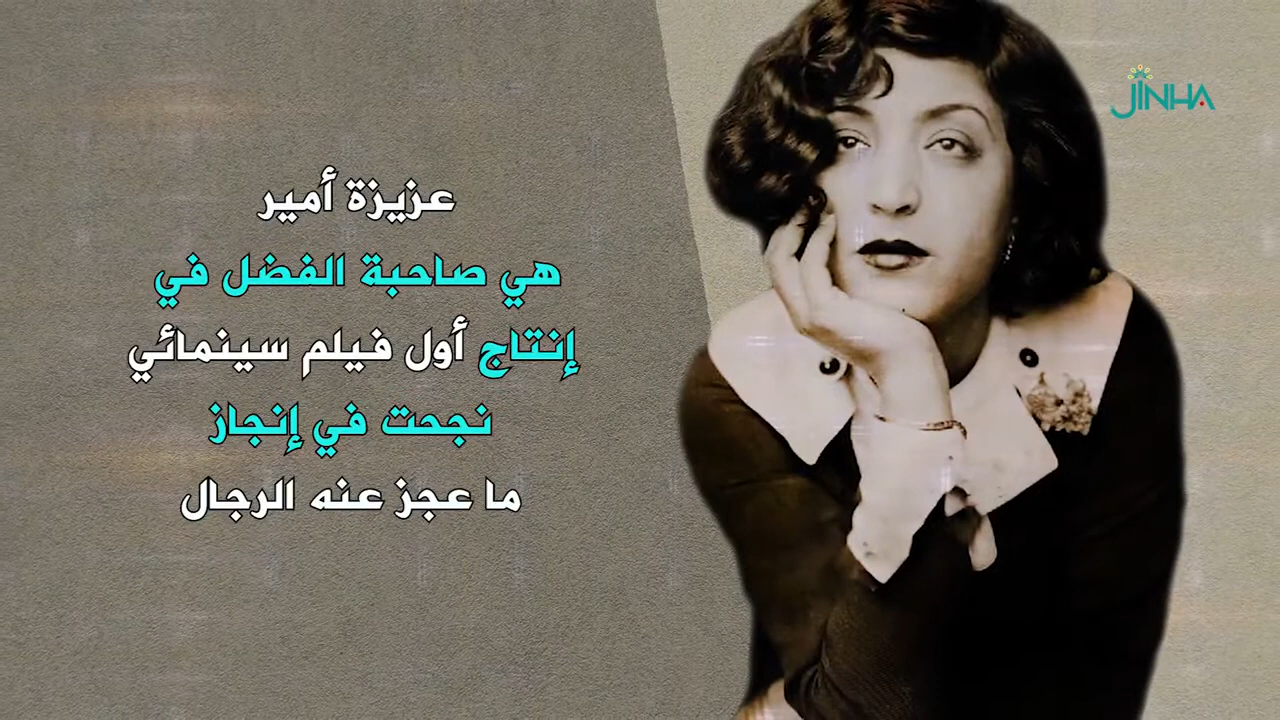 JINHA
عزيزة أمير
هي صاحبة الفضل في
إنتاج أول فيلم سينمائي
نجحت في إنجاز
ما عجز عنه الرجال